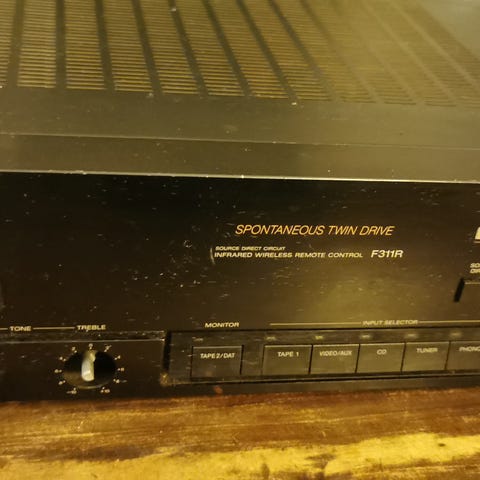 SPONTANEOUS TWIN DRIVE
SOURCE DIRECT CIRCUIT
INFRARED WIRELESS REMOTE CONTROL F311R
TONE TREBLE MONITOR INPUT SELECTOR
TAPE 2/DAT TAPE 1 VIDEO/AUX CD TUNER PHONO